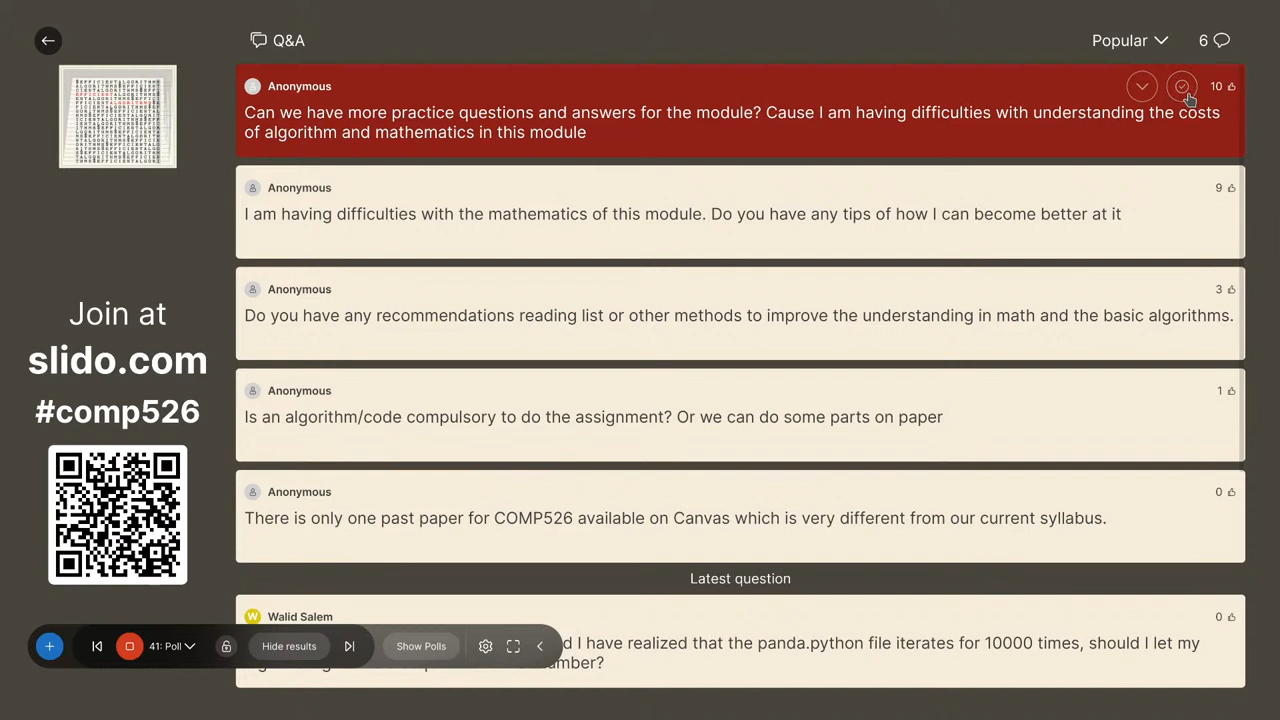 Q&A
Popular
6
Anonymous
10
Can we have more practice questions and answers for the module? Cause I am having difficulties with understanding the costs
of algorithm and mathematics in this module
Anonymous
9
I am having difficulties with the mathematics of this module. Do you have any tips of how I can become better at it
Anonymous
3
Do you have any recommendations reading list or other methods to improve the understanding in math and the basic algorithms.
Anonymous
1
Is an algorithm/code compulsory to do the assignment? Or we can do some parts on paper
Anonymous
0
There is only one past paper for COMP526 available on Canvas which is very different from our current syllabus.
Latest question
W
Walid Salem
0
I have realized that the panda.python file iterates for 10000 times, should I let my
Join at
slido.com
#comp526
41: Poll
Hide results
Show Polls